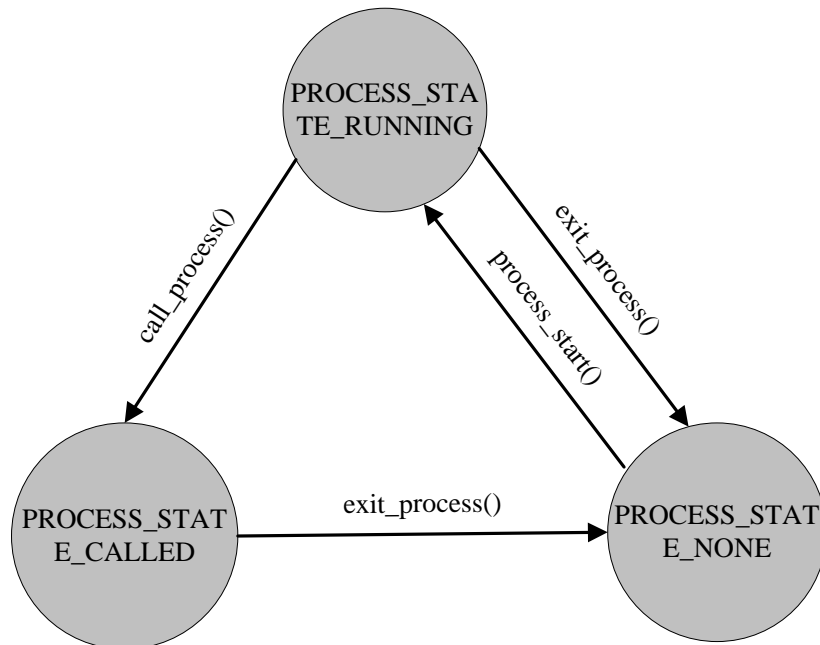 PROCESS_STA
TE_RUNNING
call_process()
exit_process()
process_start()
PROCESS_STAT
E_CALLED
exit_process()
PROCESS_STAT
E_NONE